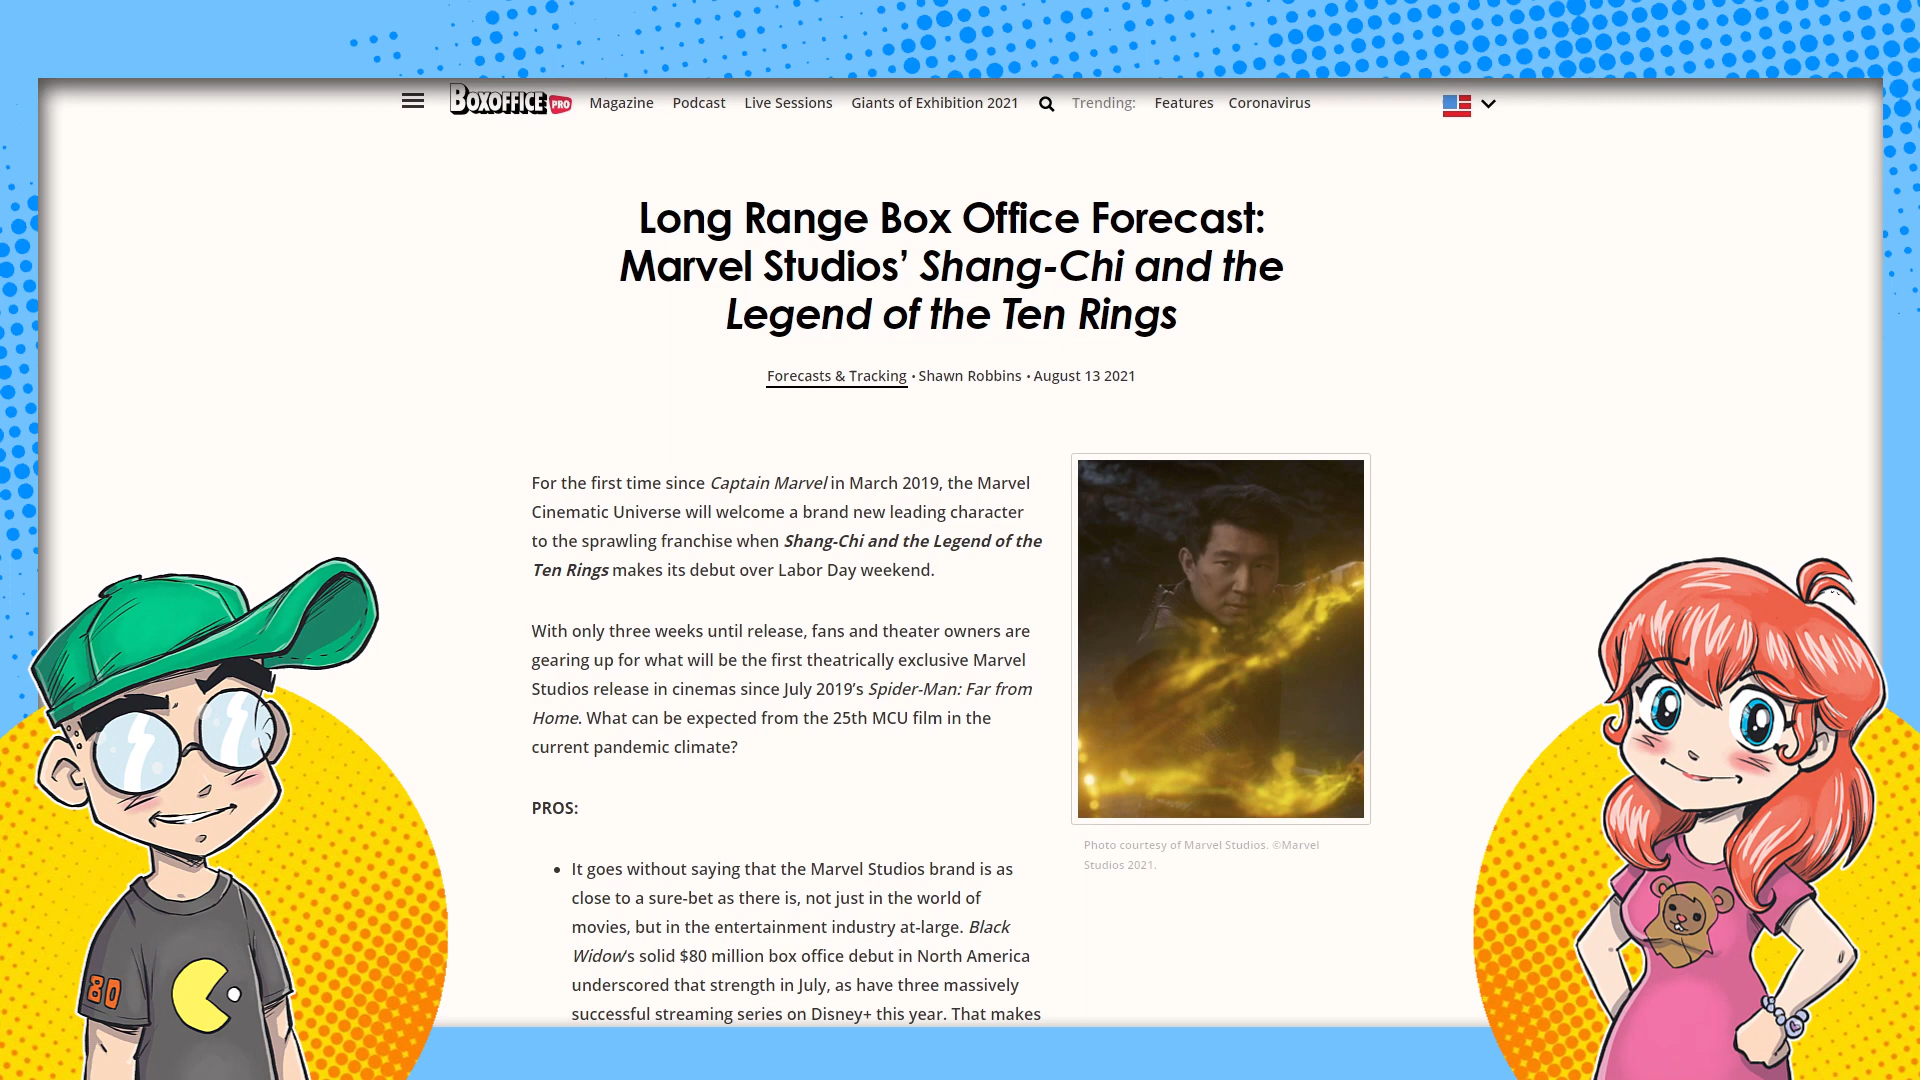 BOXOFFICE PRO Magazine Podcast Live Sessions Giants of Exhibition 2021 Trending: Features Coronavirus
Long Range Box Office Forecast:
Marvel Studios’ Shang-Chi and the
Legend of the Ten Rings
Forecasts & Tracking • Shawn Robbins • August 13 2021
For the first time since Captain Marvel in March 2019, the Marvel
Cinematic Universe will welcome a brand new leading character
to the sprawling franchise when Shang-Chi and the Legend of the
Ten Rings makes its debut over Labor Day weekend.
With only three weeks until release, fans and theater owners are
gearing up for what will be the first theatrically exclusive Marvel
Studios release in cinemas since July 2019’s Spider-Man: Far from
Home. What can be expected from the 25th MCU film in the
current pandemic climate?
PROS:
• It goes without saying that the Marvel Studios brand is as
close to a sure-bet as there is, not just in the world of
movies, but in the entertainment industry at-large. Black
Widow’s solid $80 million box office debut in North America
underscored that strength in July, as have three massively
successful streaming series on Disney+ this year. That makes
Photo courtesy of Marvel Studios. ©Marvel
Studios 2021.
80